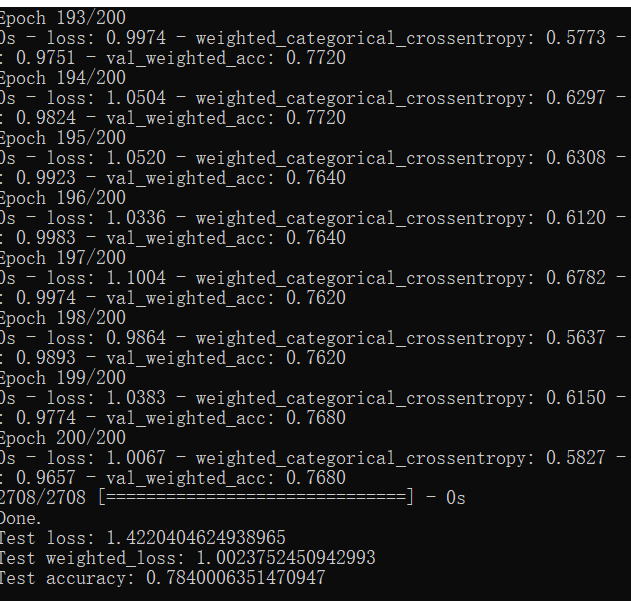 Epoch 193/200
0s - loss: 0.9974 - weighted_categorical_crossentropy: 0.5773 -
: 0.9751 - val_weighted_acc: 0.7720
Epoch 194/200
0s - loss: 1.0504 - weighted_categorical_crossentropy: 0.6297 -
: 0.9824 - val_weighted_acc: 0.7720
Epoch 195/200
0s - loss: 1.0520 - weighted_categorical_crossentropy: 0.6308 -
: 0.9923 - val_weighted_acc: 0.7640
Epoch 196/200
0s - loss: 1.0336 - weighted_categorical_crossentropy: 0.6120 -
: 0.9983 - val_weighted_acc: 0.7640
Epoch 197/200
0s - loss: 1.1004 - weighted_categorical_crossentropy: 0.6782 -
: 0.9974 - val_weighted_acc: 0.7620
Epoch 198/200
0s - loss: 0.9864 - weighted_categorical_crossentropy: 0.5637 -
: 0.9893 - val_weighted_acc: 0.7620
Epoch 199/200
0s - loss: 1.0383 - weighted_categorical_crossentropy: 0.6150 -
: 0.9774 - val_weighted_acc: 0.7680
Epoch 200/200
0s - loss: 1.0067 - weighted_categorical_crossentropy: 0.5827 -
: 0.9657 - val_weighted_acc: 0.7680
2708/2708 [==============================] - 0s
Done.
Test loss: 1.4220404624938965
Test weighted_loss: 1.0023752450942993
Test accuracy: 0.7840006351470947